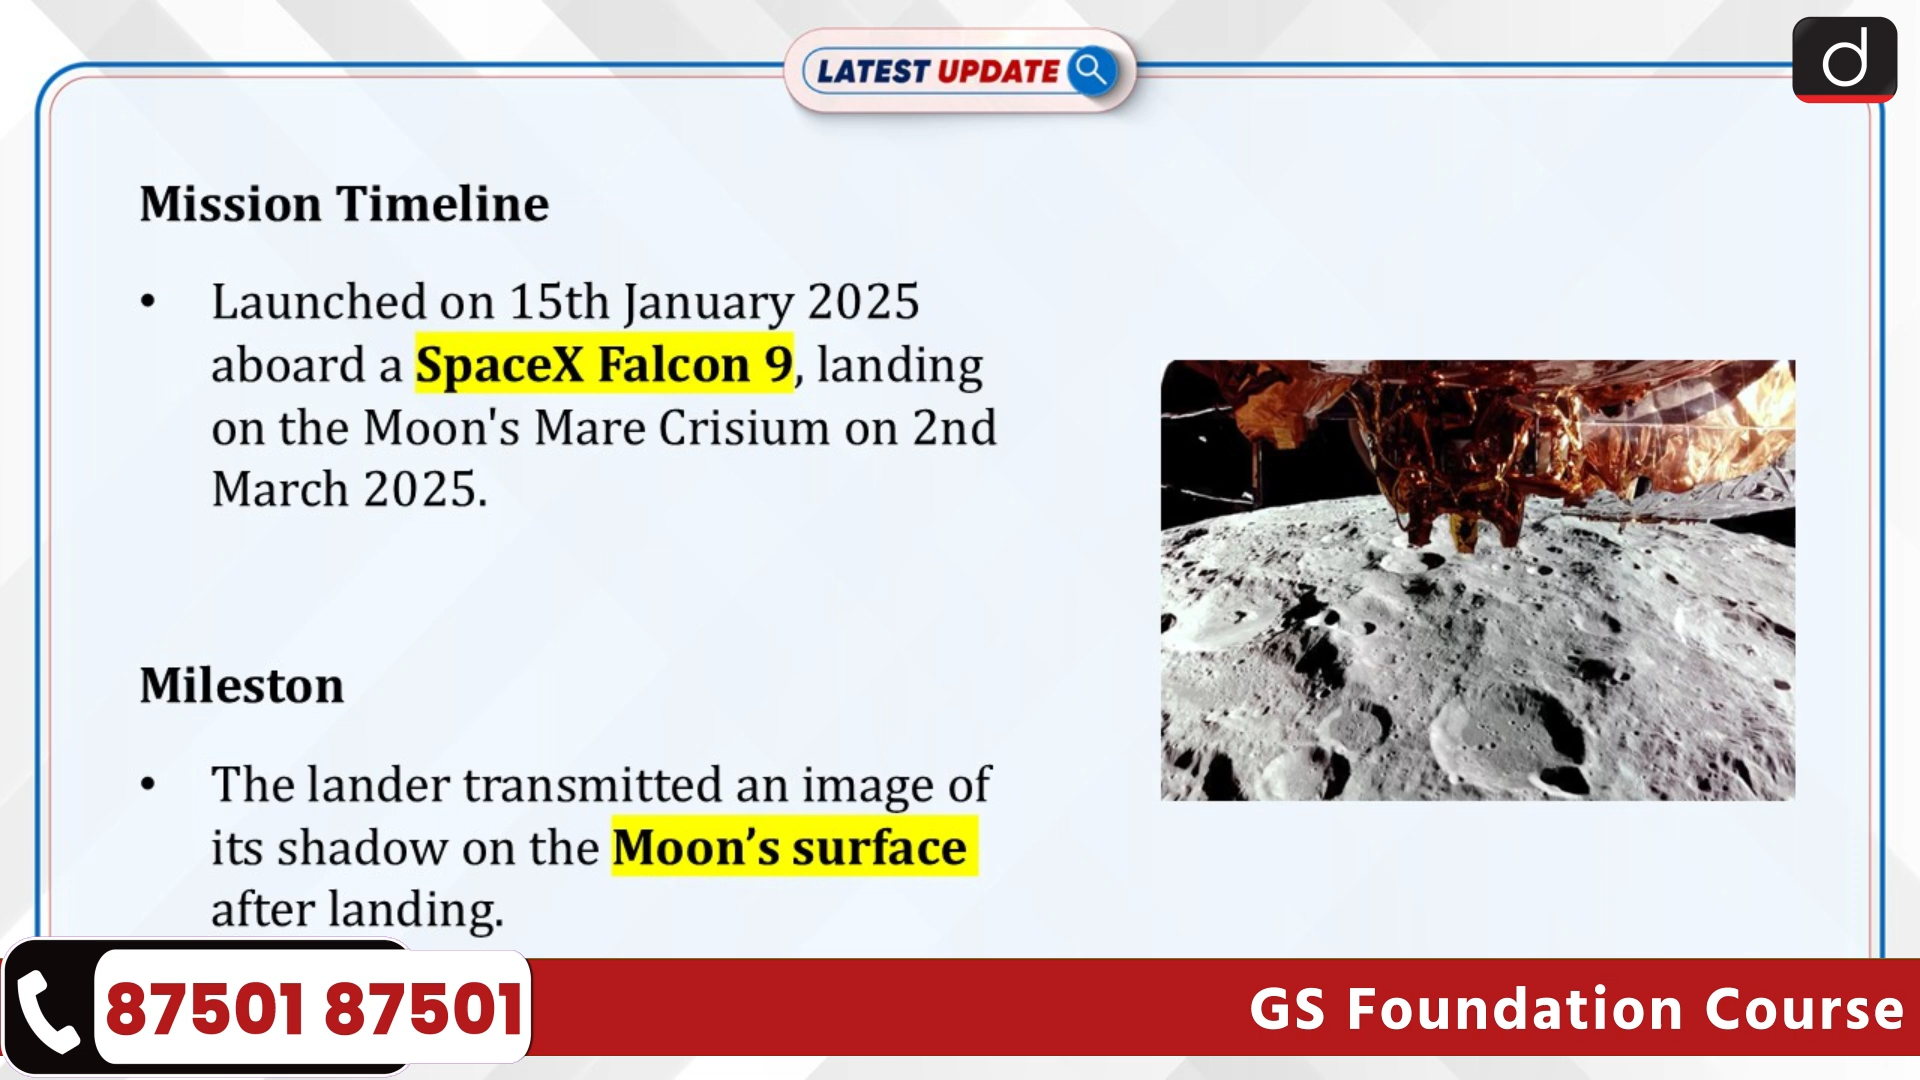 LATEST UPDATE
d
Mission Timeline
• Launched on 15th January 2025
aboard a SpaceX Falcon 9, landing
on the Moon's Mare Crisium on 2nd
March 2025.
Mileston
• The lander transmitted an image of
its shadow on the Moon’s surface
after landing.
87501 87501
GS Foundation Course